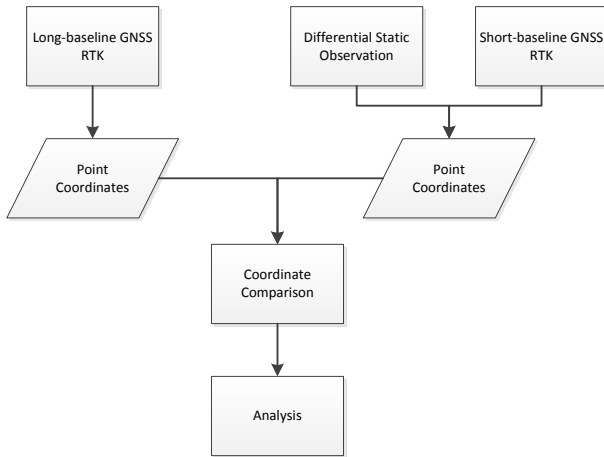 Long-baseline GNSS
RTK
Differential Static
Observation
Short-baseline GNSS
RTK
Point
Coordinates
Point
Coordinates
Coordinate
Comparison
Analysis